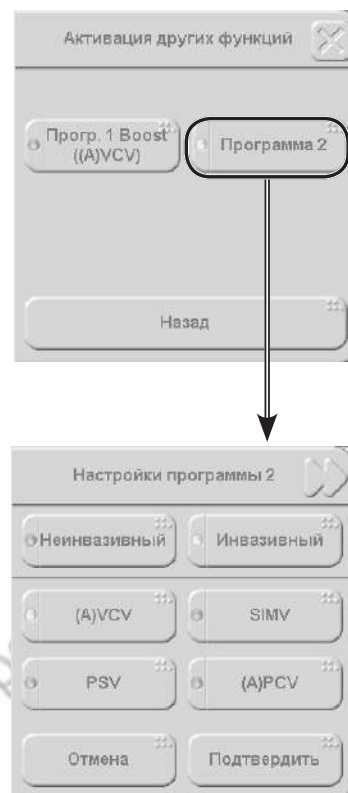 Активация других функций
Прогр. 1 Boost
((A)VCV)
Программа 2
Назад
Настройки программы 2
Неинвазивный
Инвазивный
(A)VCV
SIMV
PSV
(A)PCV
Отмена
Подтвердить